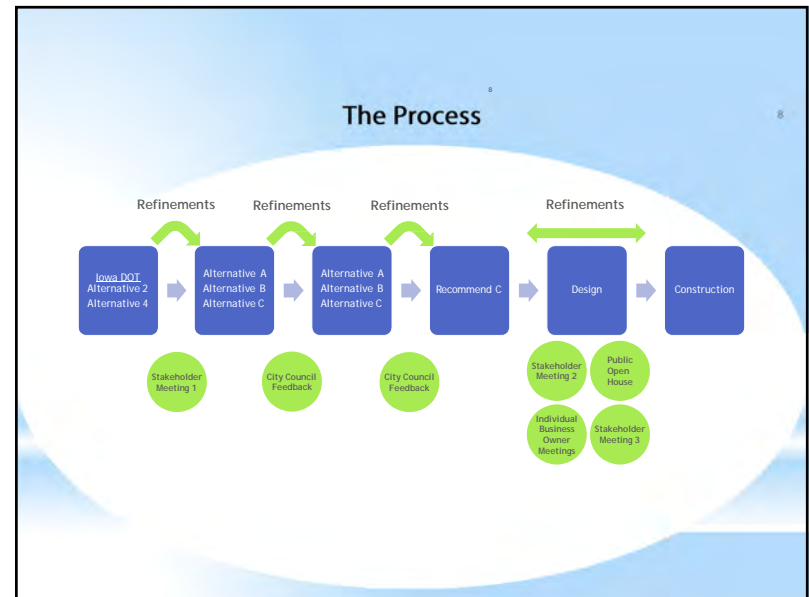 8
The Process
8
Refinements
Refinements
Refinements
Refinements
Iowa DOT
Alternative 2
Alternative 4
Alternative A
Alternative B
Alternative C
Alternative A
Alternative B
Alternative C
Recommend C
Design
Construction
Stakeholder
Meeting 1
City Council
Feedback
City Council
Feedback
Stakeholder
Meeting 2
Public
Open
House
Individual
Business
Owner
Meetings
Stakeholder
Meeting 3